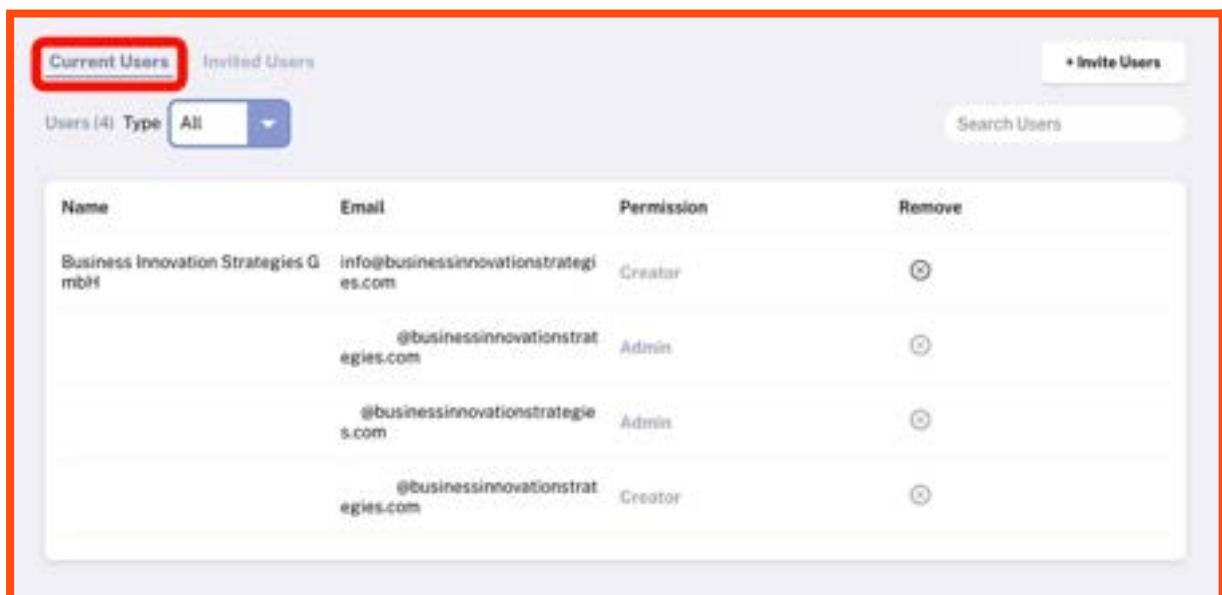 Current Users Invited Users + Invite Users
Users (4) Type All Search Users
Name Email Permission Remove
Business Innovation Strategies G info@businessinnovationstrategi Creator
mbH es.com
@businessinnovationstrat Admin
egies.com
@businessinnovationstrategie Admin
s.com
@businessinnovationstrat Creator
egies.com